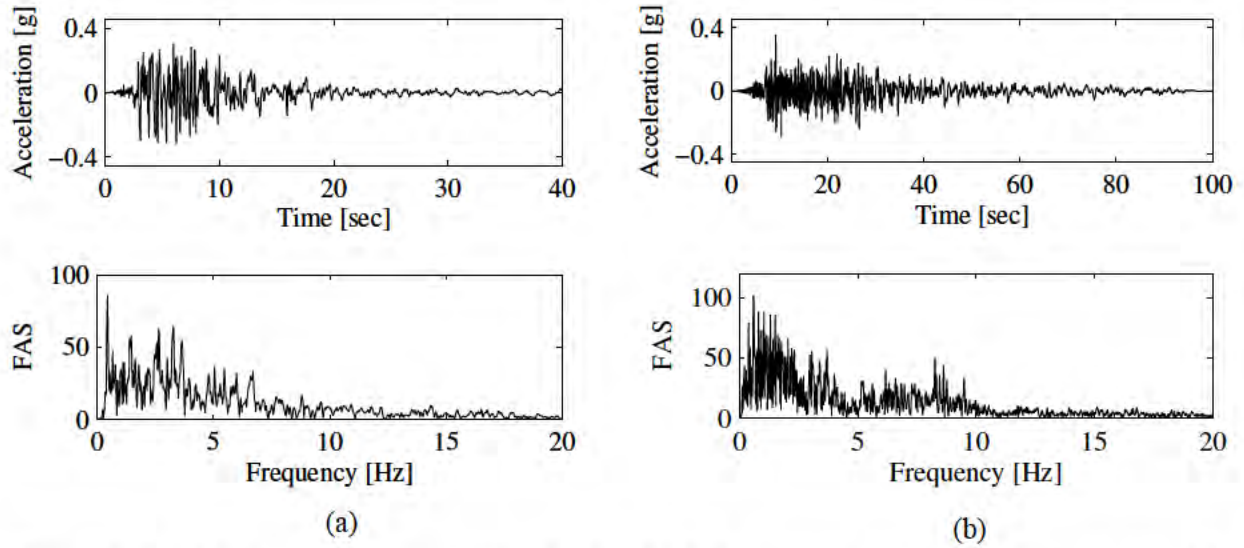 0.4
0
−0.4
Acceleration [g]
0 10 20 30 40
Time [sec]
100
50
0
FAS
0 5 10 15 20
Frequency [Hz]
(a)
0.4
0
−0.4
Acceleration [g]
0 20 40 60 80 100
Time [sec]
100
50
0
FAS
0 5 10 15 20
Frequency [Hz]
(b)